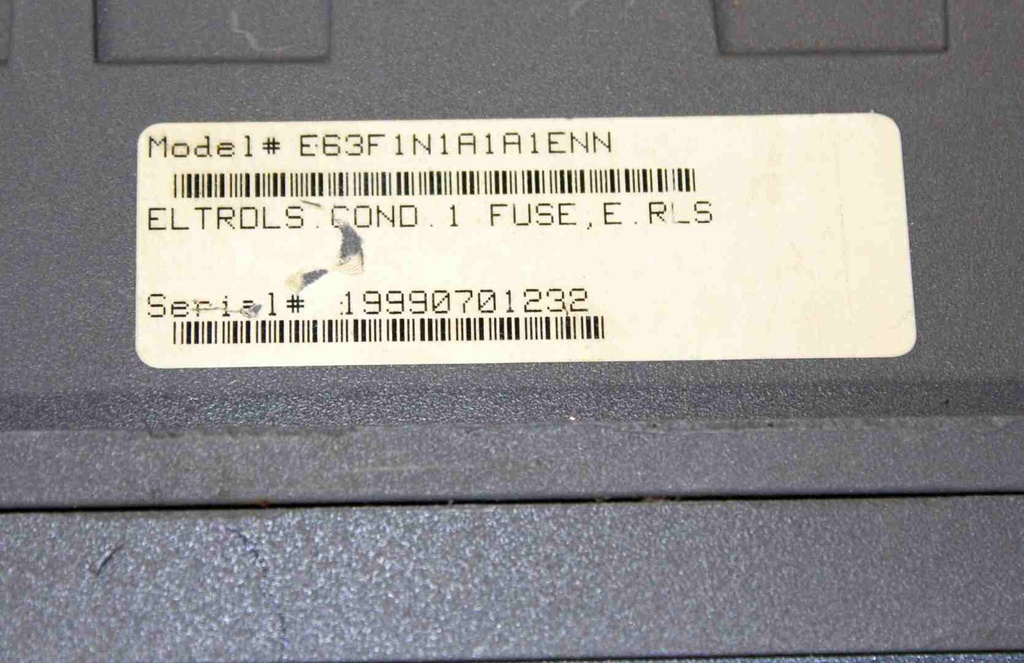 Model# E63F1N1A1A1ENN
ELTRDLS.COND.1 FUSE,E.RLS
Serial# 19990701232